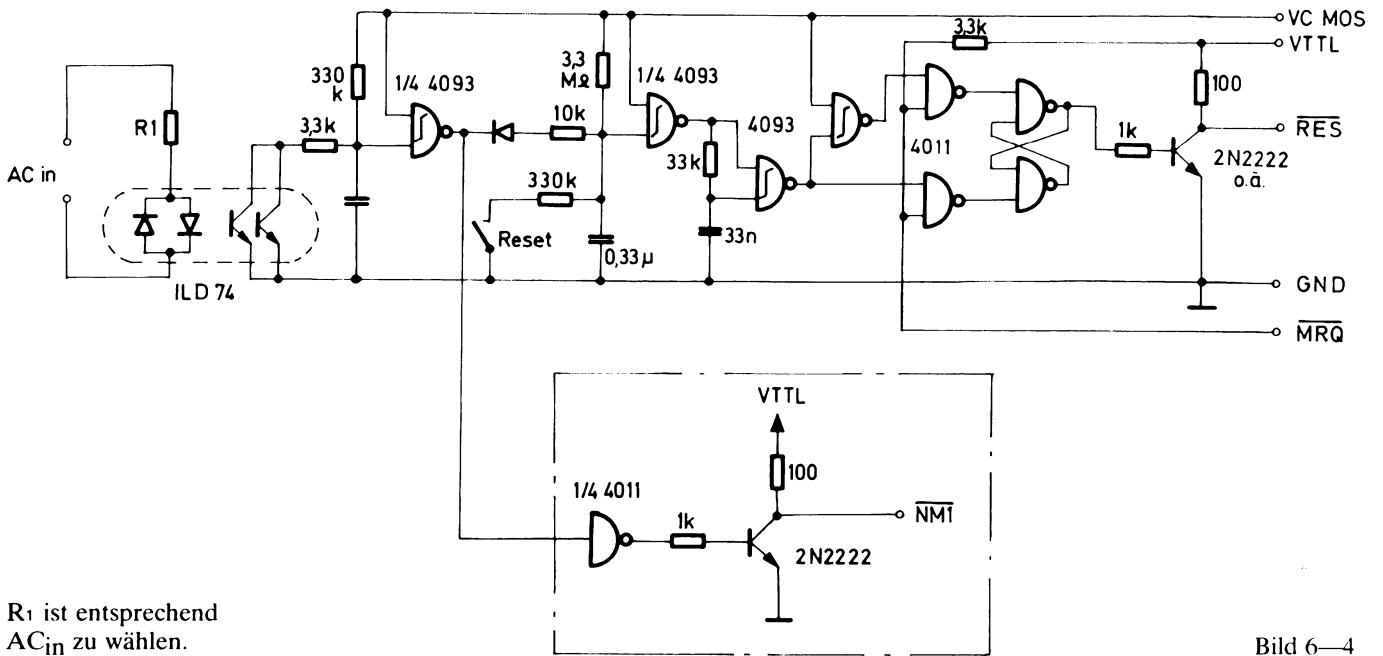 VC MOS
3,3k
VTTL
330
k
1/4 4093
3,3
MΩ
1/4 4093
100
R1
3,3k
10k
4093
4011
RES
AC in
33k
1k
2N2222
o.ä.
330k
Reset
0,33µ
33n
ILD 74
GND
MRQ
VTTL
100
1/4 4011
1k
NMI
2N2222
R1 ist entsprechend
ACin zu wählen.
Bild 6—4